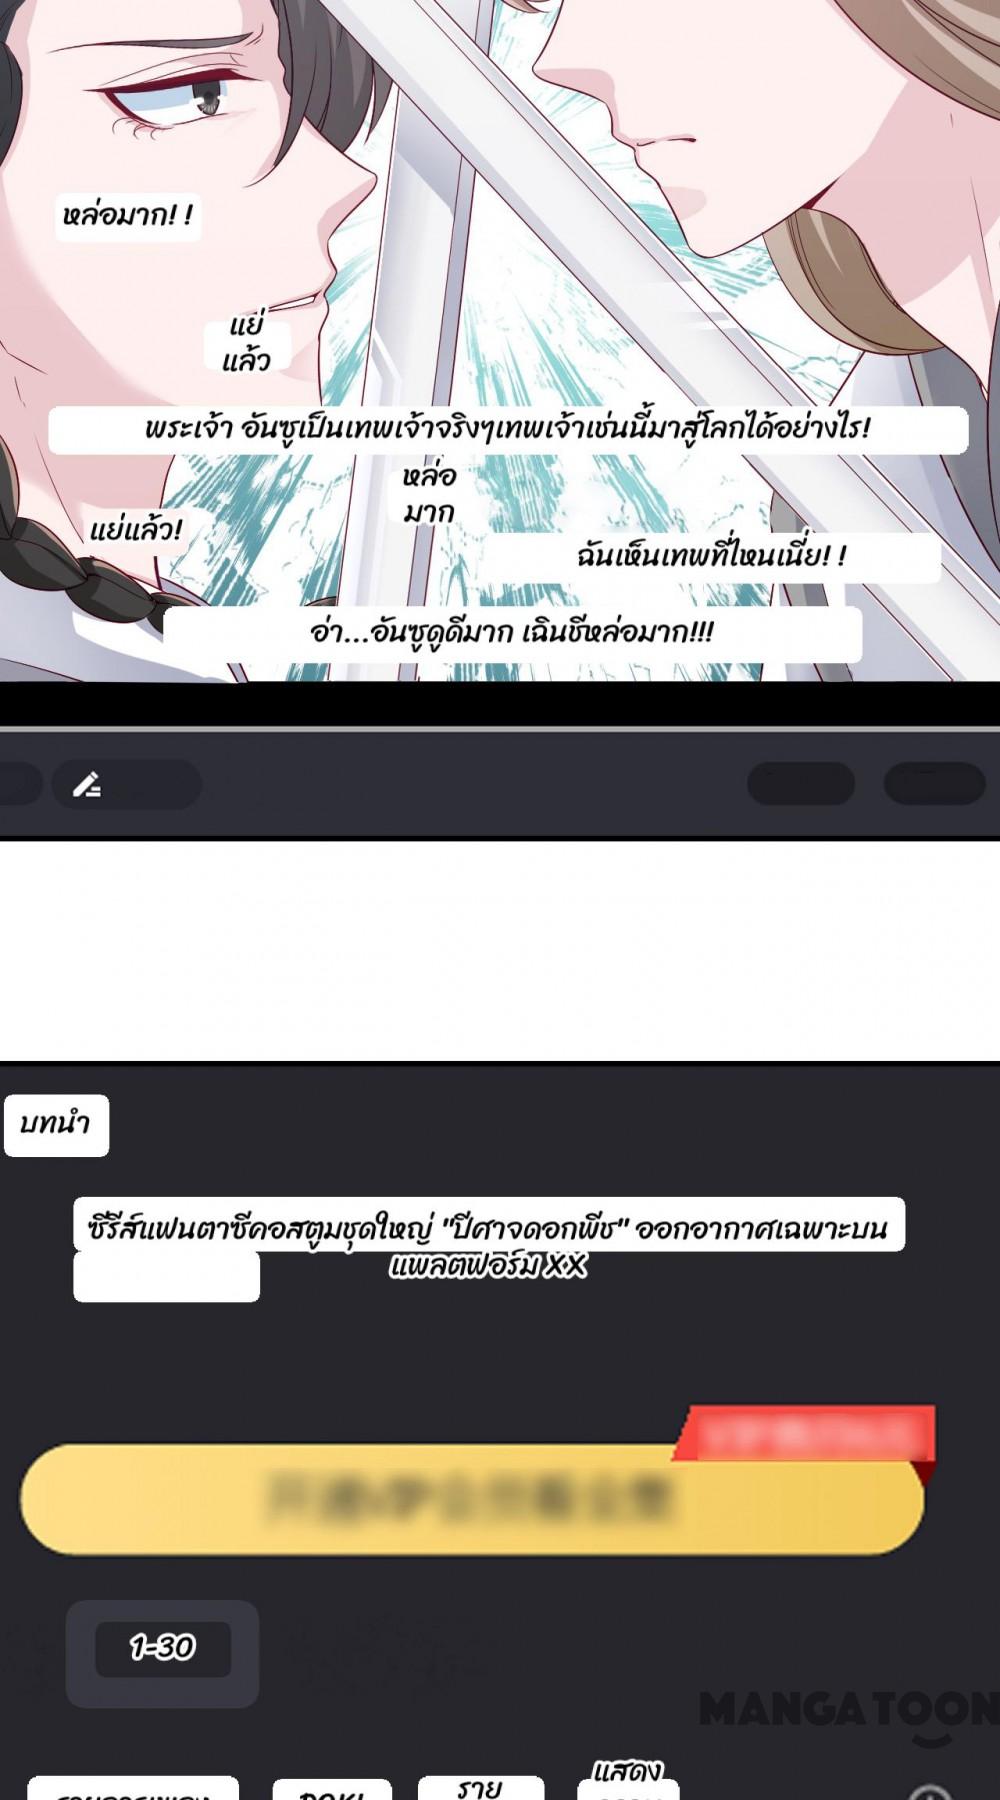 หล่อมาก! !
แย่
แล้ว
พระเจ้า อันซูเป็นเทพเจ้าจริงๆเทพเจ้าเช่นนี้มาสู่โลกได้อย่างไร!
หล่อ
มาก
แย่แล้ว!
ฉันเห็นเทพที่ไหนเนี่ย! !
อ่า...อันซูดูดีมาก เฉินชีหล่อมาก!!!
บทนำ
ซีรีส์แฟนตาซีคอสตูมชุดใหญ่ "ปีศาจดอกพีช" ออกอากาศเฉพาะบน
แพลตฟอร์ม XX
1-30
MANGATOON
แสดง
ราย